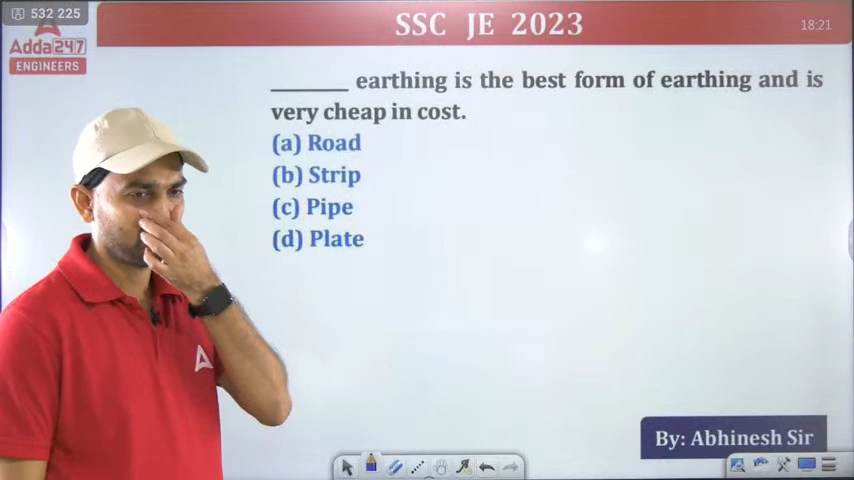 532 225
Adda247
ENGINEERS
SSC JE 2023
18:21
_______ earthing is the best form of earthing and is
very cheap in cost.
(a) Road
(b) Strip
(c) Pipe
(d) Plate
By: Abhinesh Sir